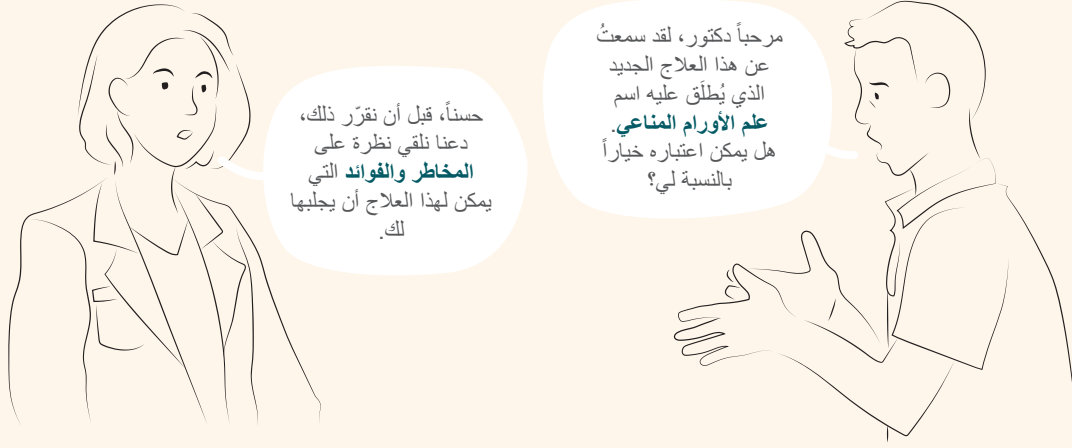 مرحباً دكتور، لقد سمعتُ
عن هذا العلاج الجديد
الذي يُطلَق عليه اسم
علم الأورام المناعي.
هل يمكن اعتباره خياراً
بالنسبة لي؟
حسناً، قبل أن نقرّر ذلك،
دعنا نلقي نظرة على
المخاطر والفوائد التي
يمكن لهذا العلاج أن يجلبها
لك.